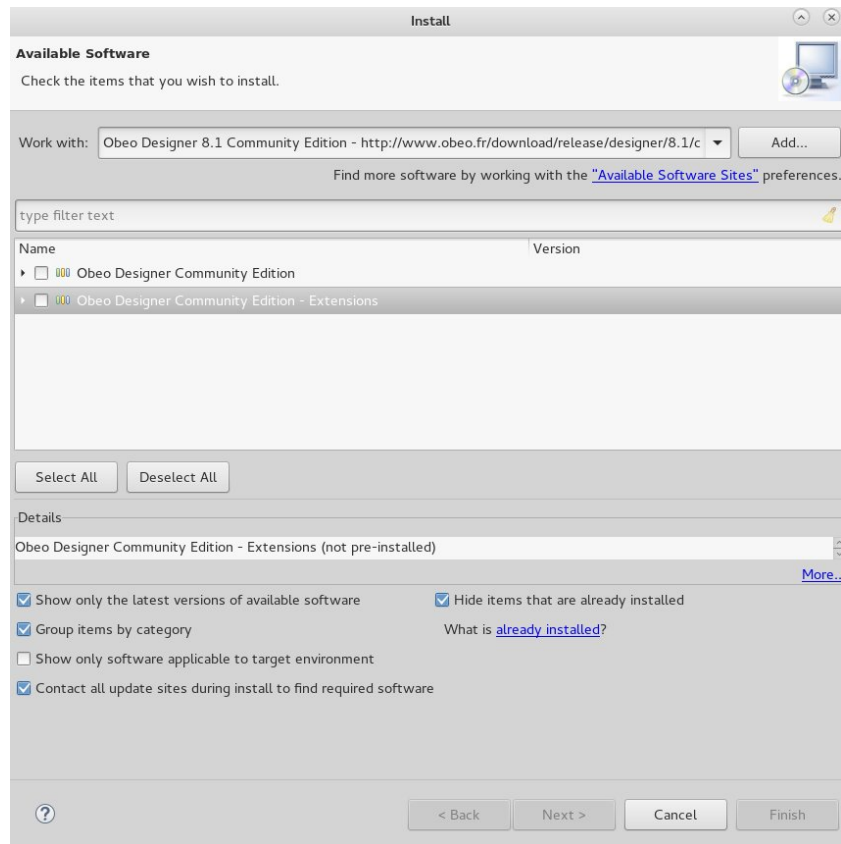 Install
Available Software
Check the items that you wish to install.
Work with: Obeo Designer 8.1 Community Edition - http://www.obeo.fr/download/release/designer/8.1/c Add...
Find more software by working with the "Available Software Sites" preferences.
type filter text
Name Version
Obeo Designer Community Edition
Obeo Designer Community Edition - Extensions
Select All Deselect All
Details
Obeo Designer Community Edition - Extensions (not pre-installed)
More..
Show only the latest versions of available software Hide items that are already installed
Group items by category What is already installed?
Show only software applicable to target environment
Contact all update sites during install to find required software
? < Back Next > Cancel Finish